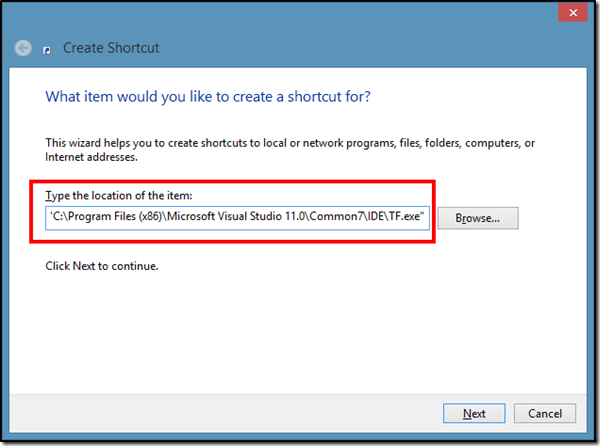 Create Shortcut
What item would you like to create a shortcut for?
This wizard helps you to create shortcuts to local or network programs, files, folders, computers, or
Internet addresses.
Type the location of the item:
'C:\Program Files (x86)\Microsoft Visual Studio 11.0\Common7\IDE\TF.exe"
Browse...
Click Next to continue.
Next
Cancel